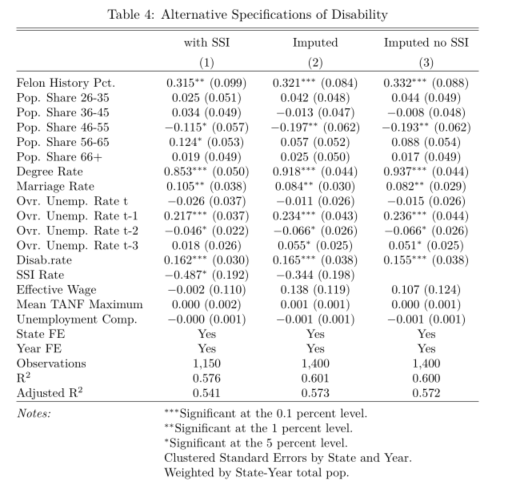 Table 4: Alternative Specifications of Disability
with SSI Imputed Imputed no SSI
(1) (2) (3)
Felon History Pct. 0.315** (0.099) 0.321*** (0.084) 0.332*** (0.088)
Pop. Share 26-35 0.025 (0.051) 0.042 (0.048) 0.044 (0.049)
Pop. Share 36-45 0.034 (0.049) −0.013 (0.047) −0.008 (0.048)
Pop. Share 46-55 −0.115* (0.057) −0.197** (0.062) −0.193** (0.062)
Pop. Share 56-65 0.124* (0.053) 0.057 (0.052) 0.088 (0.054)
Pop. Share 66+ 0.019 (0.049) 0.025 (0.050) 0.017 (0.049)
Degree Rate 0.853*** (0.050) 0.918*** (0.044) 0.937*** (0.044)
Marriage Rate 0.105** (0.038) 0.084** (0.030) 0.082** (0.029)
Ovr. Unemp. Rate t −0.026 (0.037) −0.011 (0.026) −0.015 (0.026)
Ovr. Unemp. Rate t-1 0.217*** (0.037) 0.234*** (0.043) 0.236*** (0.044)
Ovr. Unemp. Rate t-2 −0.046* (0.022) −0.066* (0.026) −0.066* (0.026)
Ovr. Unemp. Rate t-3 0.018 (0.026) 0.055* (0.025) 0.051* (0.025)
Disab.rate 0.162*** (0.030) 0.165*** (0.038) 0.155*** (0.038)
SSI Rate −0.487* (0.192) −0.344 (0.198)
Effective Wage −0.002 (0.110) 0.138 (0.119) 0.107 (0.124)
Mean TANF Maximum 0.000 (0.002) 0.001 (0.001) 0.000 (0.001)
Unemployment Comp. −0.000 (0.001) −0.001 (0.001) −0.001 (0.001)
State FE Yes Yes Yes
Year FE Yes Yes Yes
Observations 1,150 1,400 1,400
R² 0.576 0.601 0.600
Adjusted R² 0.541 0.573 0.572
Notes: ***Significant at the 0.1 percent level.
**Significant at the 1 percent level.
*Significant at the 5 percent level.
Clustered Standard Errors by State and Year.
Weighted by State-Year total pop.